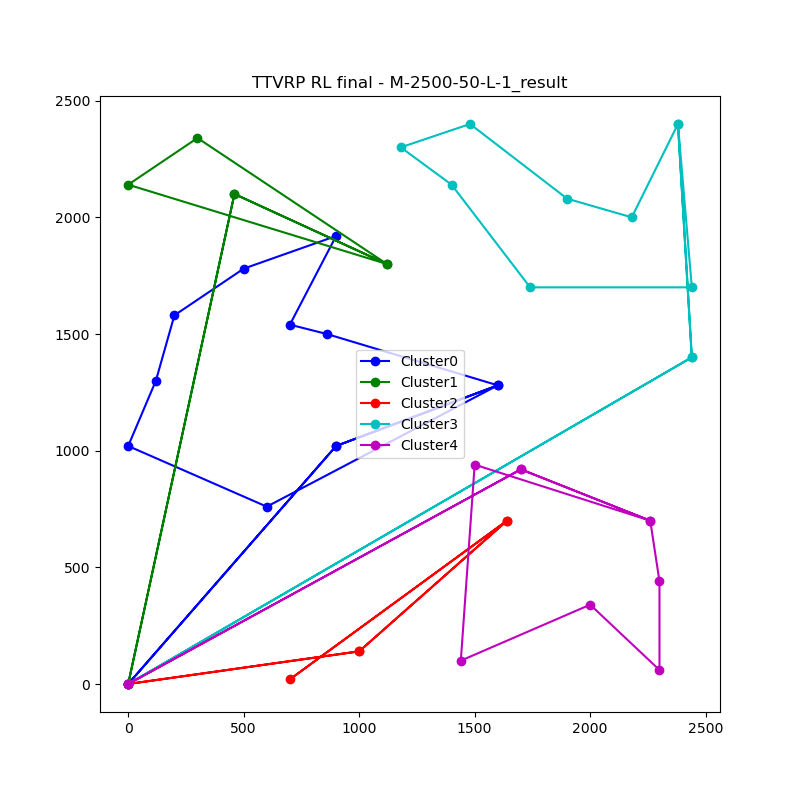 TTVRP RL final - M-2500-50-L-1_result
2500
2000
1500
1000
500
0
Cluster0
Cluster1
Cluster2
Cluster3
Cluster4
0 500 1000 1500 2000 2500